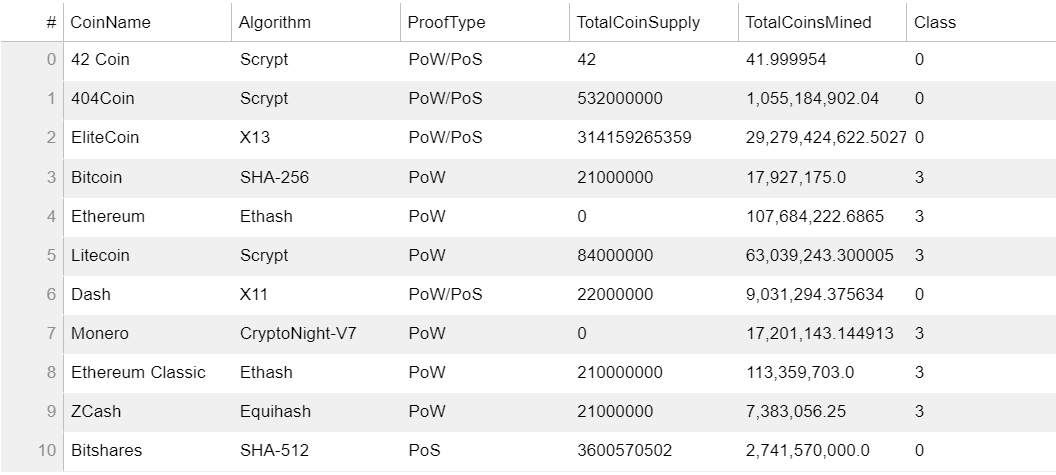 # CoinName Algorithm ProofType TotalCoinSupply TotalCoinsMined Class
0 42 Coin Scrypt PoW/PoS 42 41.999954 0
1 404Coin Scrypt PoW/PoS 532000000 1,055,184,902.04 0
2 EliteCoin X13 PoW/PoS 314159265359 29,279,424,622.5027 0
3 Bitcoin SHA-256 PoW 21000000 17,927,175.0 3
4 Ethereum Ethash PoW 0 107,684,222.6865 3
5 Litecoin Scrypt PoW 84000000 63,039,243.300005 3
6 Dash X11 PoW/PoS 22000000 9,031,294.375634 0
7 Monero CryptoNight-V7 PoW 0 17,201,143.144913 3
8 Ethereum Classic Ethash PoW 210000000 113,359,703.0 3
9 ZCash Equihash PoW 21000000 7,383,056.25 3
10 Bitshares SHA-512 PoS 3600570502 2,741,570,000.0 0